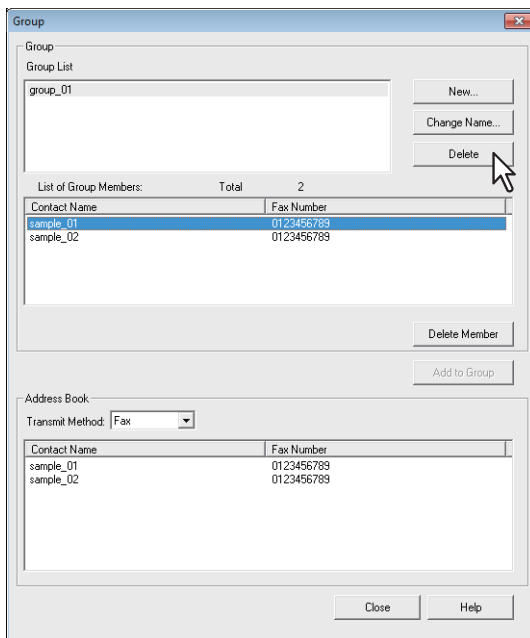 Group
Group
Group List
group_01
New...
Change Name...
Delete
List of Group Members: Total 2
Contact Name Fax Number
sample_01 0123456789
sample_02 0123456789
Delete Member
Add to Group
Address Book
Transmit Method: Fax
Contact Name Fax Number
sample_01 0123456789
sample_02 0123456789
Close Help